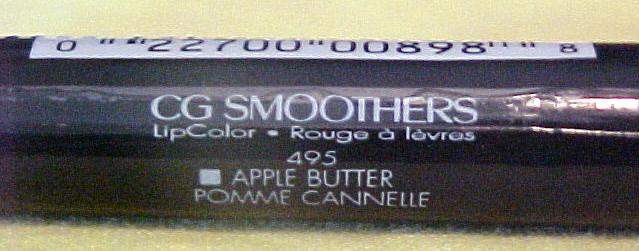 0 22700 00898 8
CG SMOOTHERS
LipColor • Rouge à lèvres
495
APPLE BUTTER
POMME CANNELLE